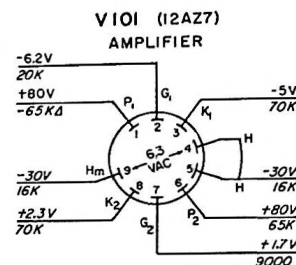 V101 (12AZ7)
AMPLIFIER
-6.2V
20K
G1
+80V
-65KΔ
P1
K1
-5V
70K
1
2
3
H
6.3
VAC
4
9
-30V
16K
Hm
5
H
-30V
16K
8
7
6
K2
+2.3V
70K
G2
P2
+80V
65K
+1.7V
9000